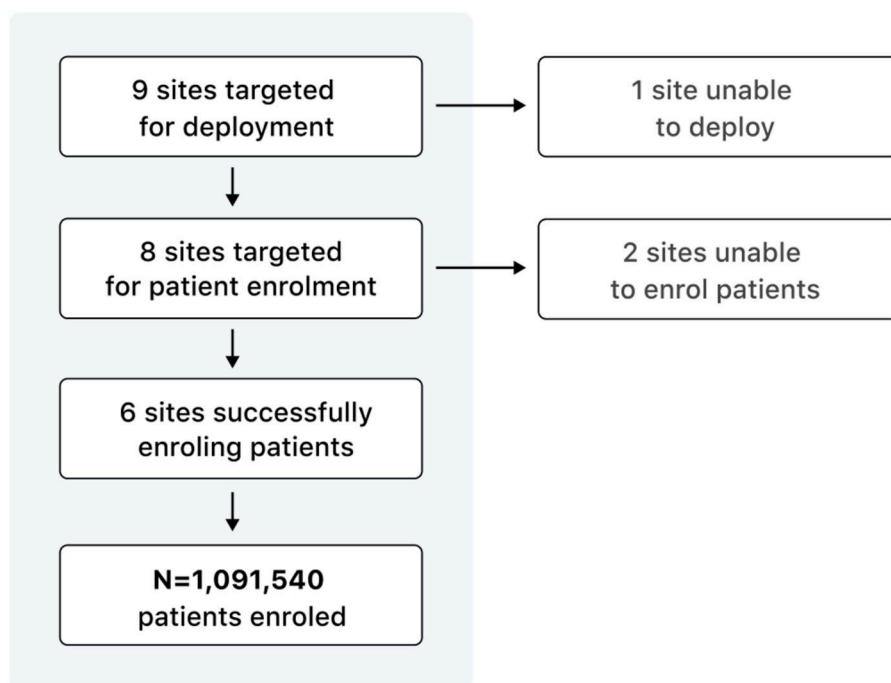 9 sites targeted
for deployment
1 site unable
to deploy
8 sites targeted
for patient enrolment
2 sites unable
to enrol patients
6 sites successfully
enroling patients
N=1,091,540
patients enroled